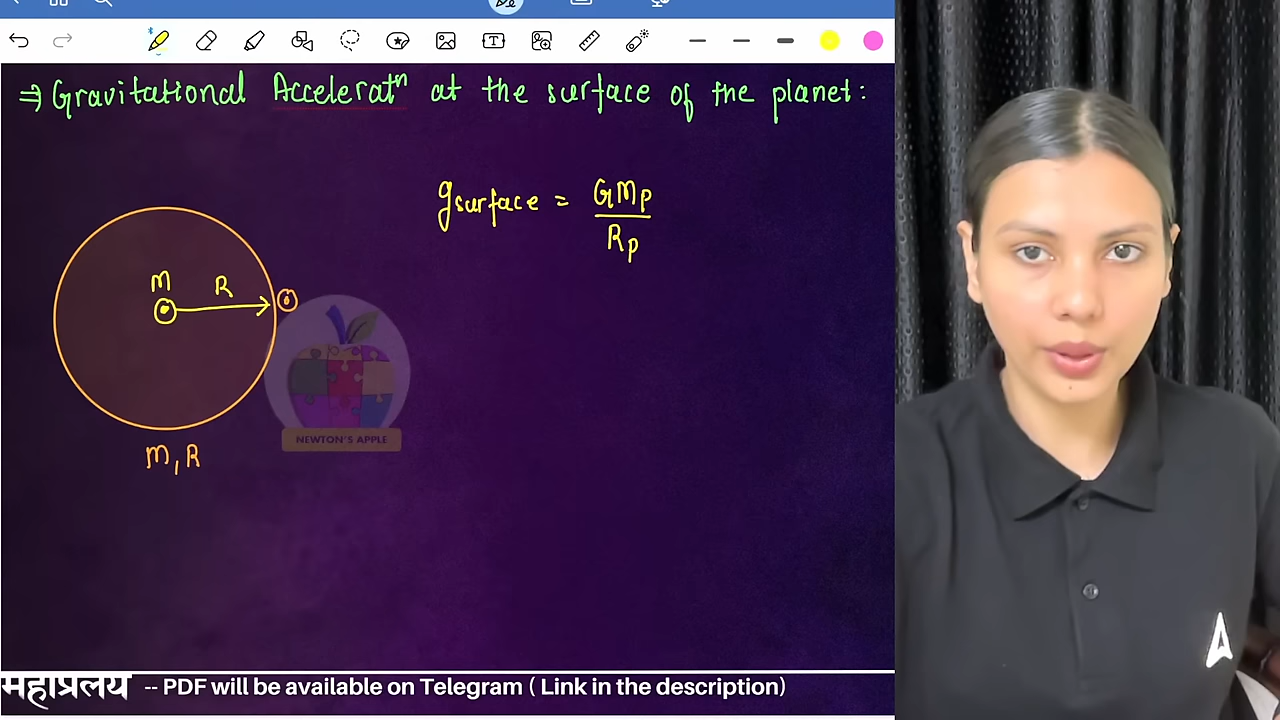 ⇒ Gravitational Acceleratⁿ at the surface of the planet:
gsurface = GMp
Rp
M
R
M, R
NEWTON'S APPLE
महाप्रलय -- PDF will be available on Telegram ( Link in the description)